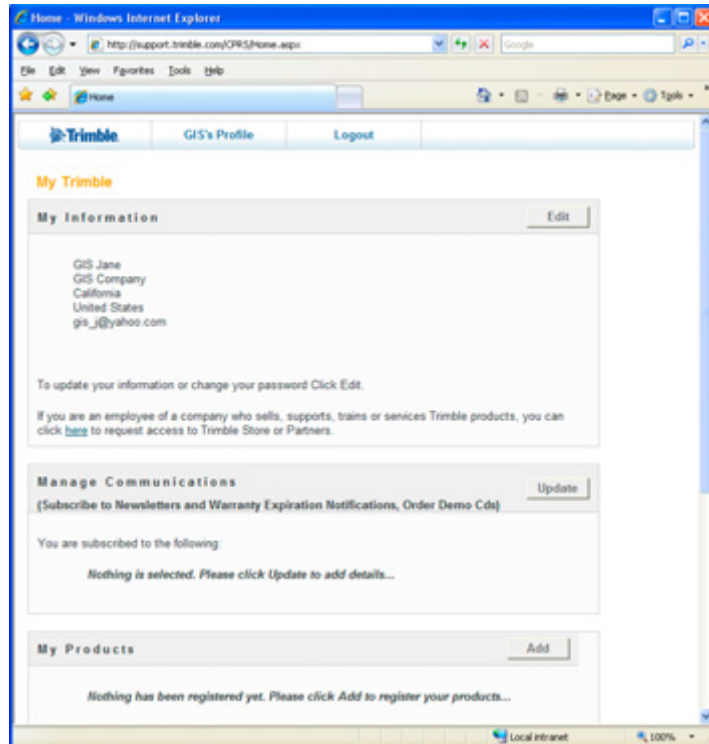 Home - Windows Internet Explorer
http://support.trimble.com/CPRS/Home.aspx
Google
File Edit View Favorites Tools Help
Home
Page Tools
Trimble. GIS's Profile Logout
My Trimble
My Information Edit
GIS Jane
GIS Company
California
United States
gis_j@yahoo.com
To update your information or change your password Click Edit.
If you are an employee of a company who sells, supports, trains or services Trimble products, you can
click here to request access to Trimble Store or Partners.
Manage Communications Update
(Subscribe to Newsletters and Warranty Expiration Notifications, Order Demo Cds)
You are subscribed to the following:
Nothing is selected. Please click Update to add details...
My Products Add
Nothing has been registered yet. Please click Add to register your products...
Local intranet 100%